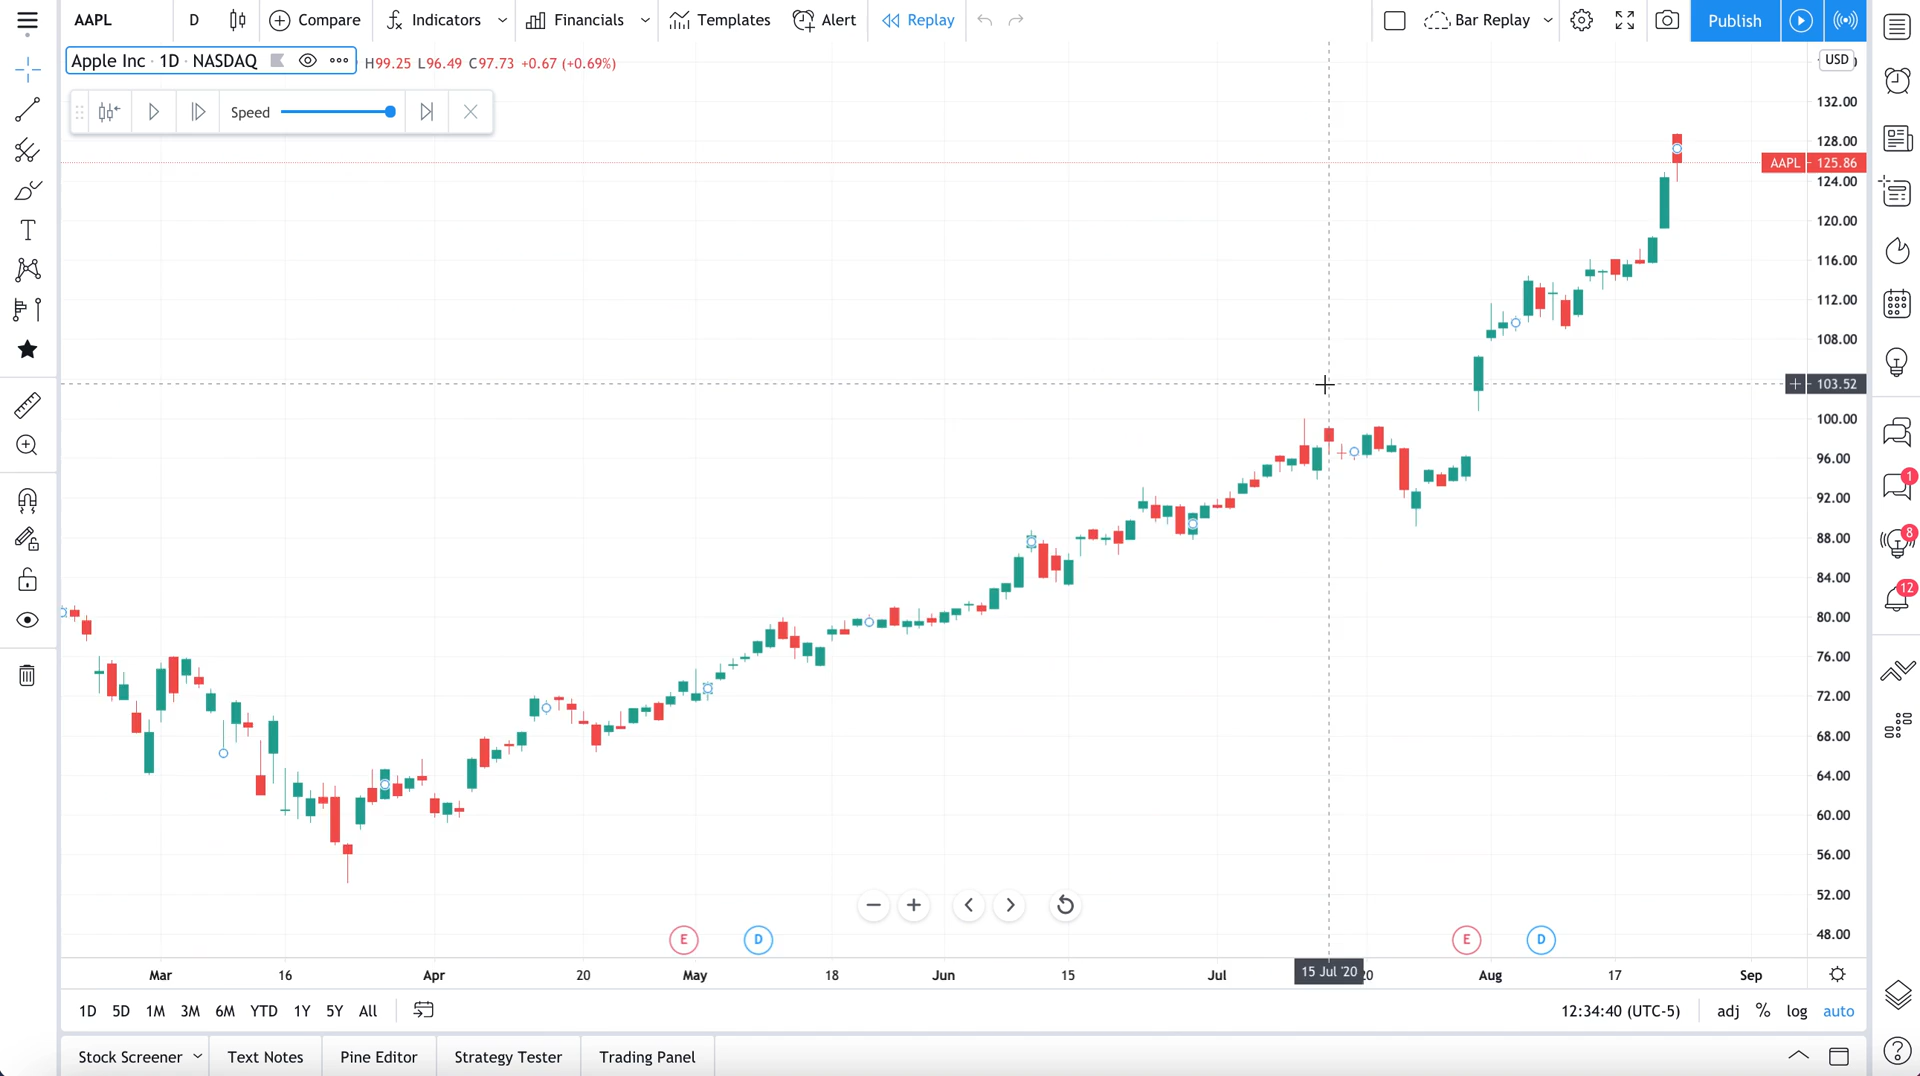 AAPL D Compare Indicators Financials Templates Alert Replay Bar Replay Publish
Apple Inc · 1D · NASDAQ H99.25 L96.49 C97.73 +0.67 (+0.69%)
USD
Speed
132.00
128.00
AAPL 125.86
124.00
120.00
116.00
112.00
108.00
103.52
100.00
96.00
92.00
88.00
84.00
80.00
76.00
72.00
68.00
64.00
60.00
56.00
52.00
48.00
1
8
12
E D E D
Mar 16 Apr 20 May 18 Jun 15 Jul 15 Jul '20 20 Aug 17 Sep
1D 5D 1M 3M 6M YTD 1Y 5Y All 12:34:40 (UTC-5) adj % log auto
Stock Screener Text Notes Pine Editor Strategy Tester Trading Panel